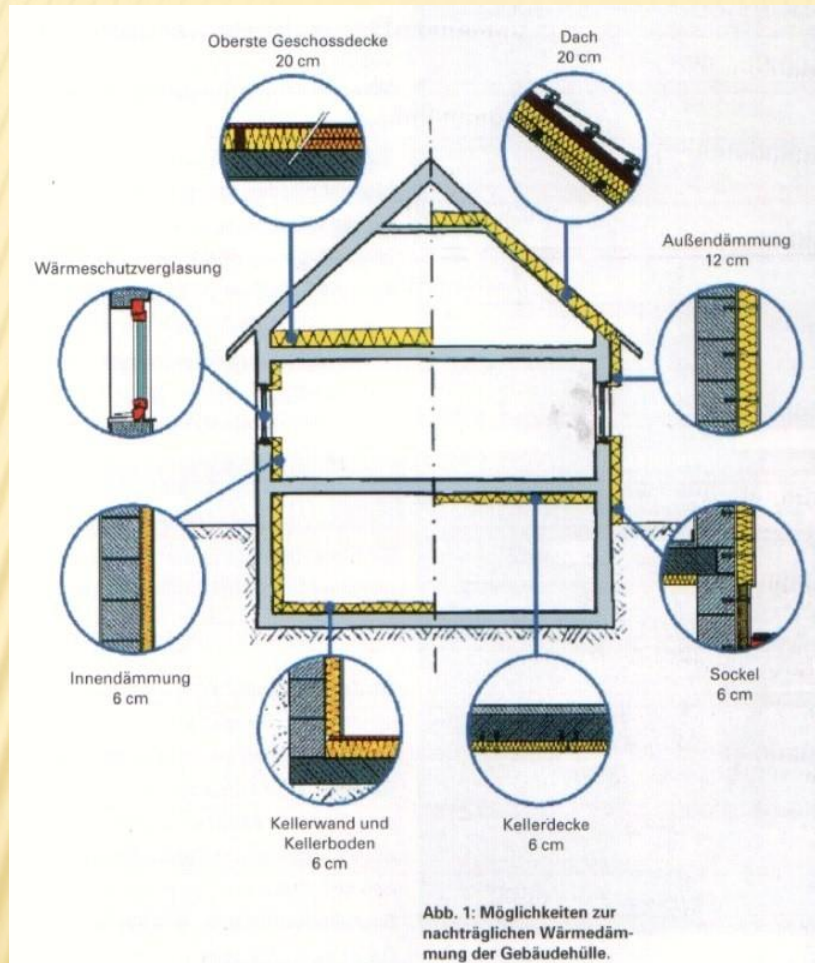 Oberste Geschossdecke
20 cm
Dach
20 cm
Wärmeschutzverglasung
Außendämmung
12 cm
Innendämmung
6 cm
Sockel
6 cm
Kellerwand und
Kellerboden
6 cm
Kellerdecke
6 cm
Abb. 1: Möglichkeiten zur
nachträglichen Wärmedäm-
mung der Gebäudehülle.